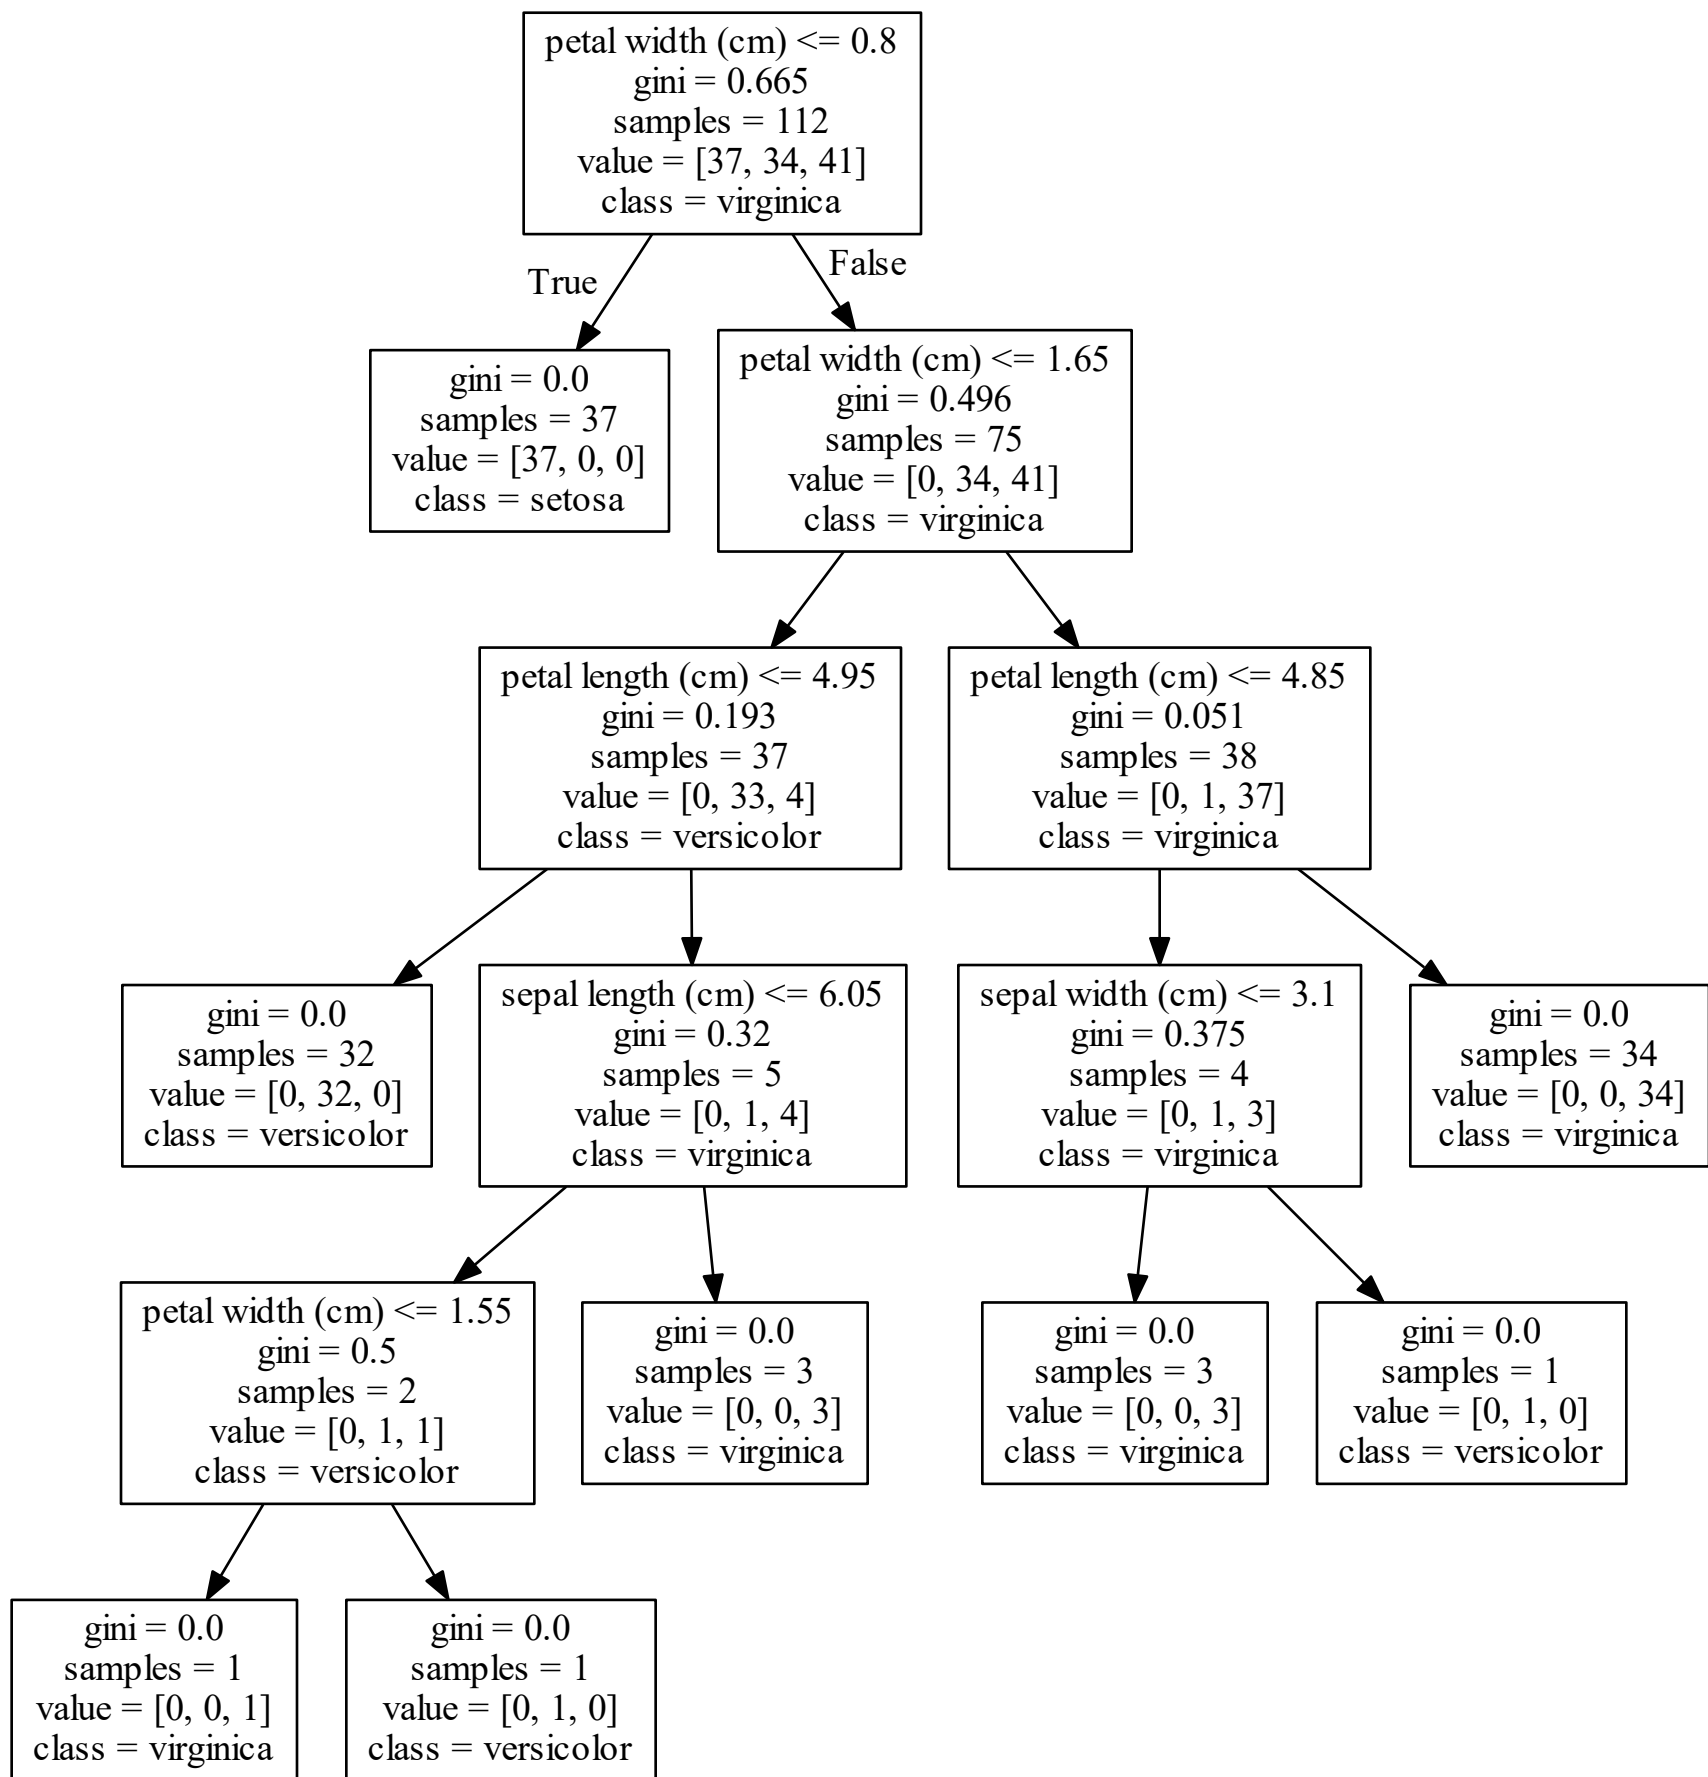 petal width (cm) <= 0.8
gini = 0.665
samples = 112
value = [37, 34, 41]
class = virginica
True
False
gini = 0.0
samples = 37
value = [37, 0, 0]
class = setosa
petal width (cm) <= 1.65
gini = 0.496
samples = 75
value = [0, 34, 41]
class = virginica
petal length (cm) <= 4.95
gini = 0.193
samples = 37
value = [0, 33, 4]
class = versicolor
petal length (cm) <= 4.85
gini = 0.051
samples = 38
value = [0, 1, 37]
class = virginica
gini = 0.0
samples = 32
value = [0, 32, 0]
class = versicolor
sepal length (cm) <= 6.05
gini = 0.32
samples = 5
value = [0, 1, 4]
class = virginica
sepal width (cm) <= 3.1
gini = 0.375
samples = 4
value = [0, 1, 3]
class = virginica
gini = 0.0
samples = 34
value = [0, 0, 34]
class = virginica
petal width (cm) <= 1.55
gini = 0.5
samples = 2
value = [0, 1, 1]
class = versicolor
gini = 0.0
samples = 3
value = [0, 0, 3]
class = virginica
gini = 0.0
samples = 3
value = [0, 0, 3]
class = virginica
gini = 0.0
samples = 1
value = [0, 1, 0]
class = versicolor
gini = 0.0
samples = 1
value = [0, 0, 1]
class = virginica
gini = 0.0
samples = 1
value = [0, 1, 0]
class = versicolor